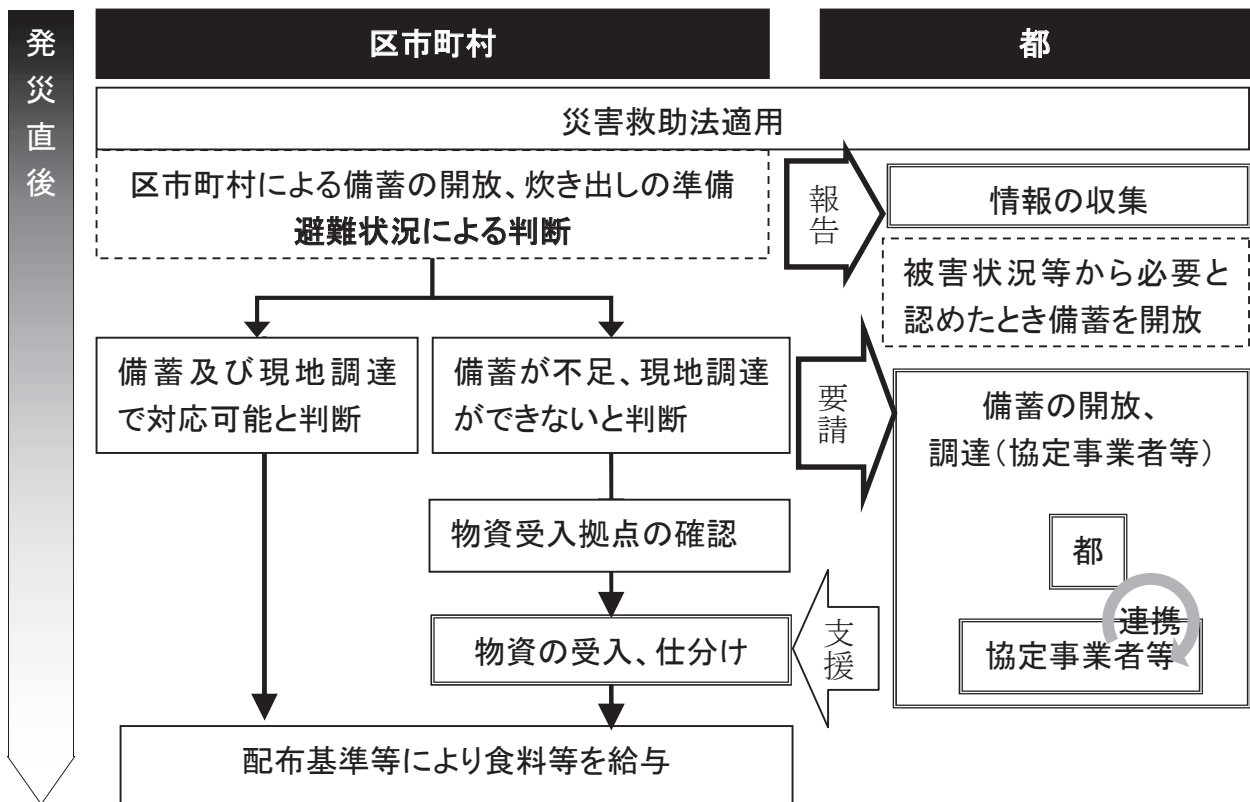 発災直後
区市町村
都
災害救助法適用
区市町村による備蓄の開放、炊き出しの準備
避難状況による判断
報告
情報の収集
被害状況等から必要と
認めたとき備蓄を開放
備蓄及び現地調達
で対応可能と判断
備蓄が不足、現地調達
ができないと判断
要請
備蓄の開放、
調達（協定事業者等）
都
連携
協定事業者等
物資受入拠点の確認
物資の受入、仕分け
支援
配布基準等により食料等を給与